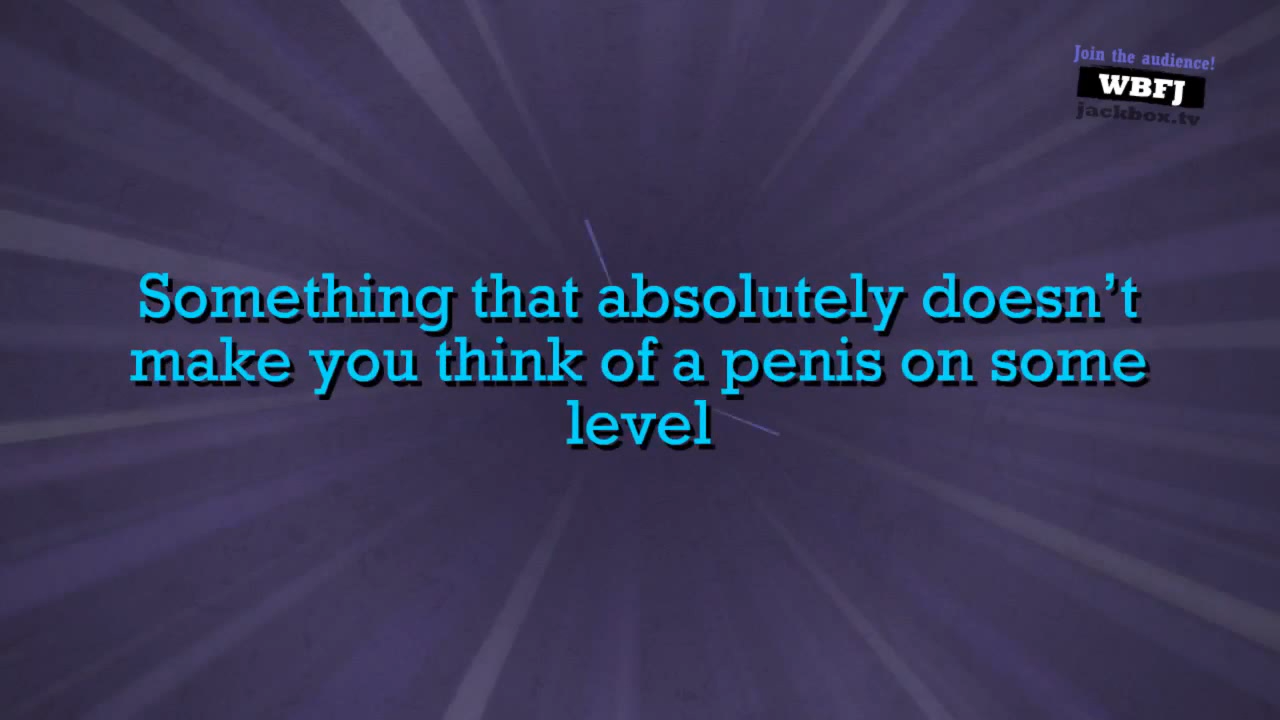 Join the audience!
WBFJ
jackbox.tv
Something that absolutely doesn’t
make you think of a penis on some
level